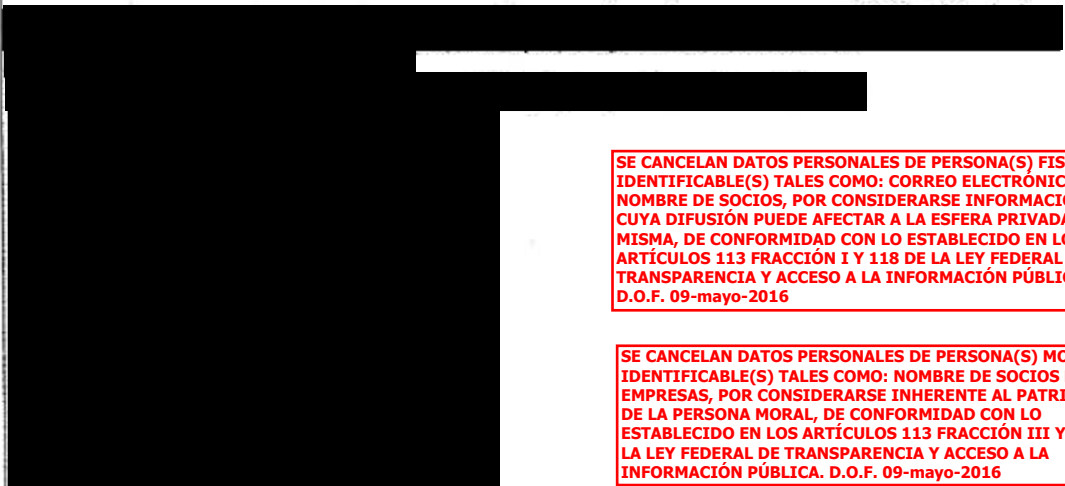 SE CANCELAN DATOS PERSONALES DE PERSONA(S) FIS
IDENTIFICABLE(S) TALES COMO: CORREO ELECTRÓNIC
NOMBRE DE SOCIOS, POR CONSIDERARSE INFORMACI
CUYA DIFUSIÓN PUEDE AFECTAR A LA ESFERA PRIVADA
MISMA, DE CONFORMIDAD CON LO ESTABLECIDO EN LO
ARTÍCULOS 113 FRACCIÓN I Y 118 DE LA LEY FEDERAL
TRANSPARENCIA Y ACCESO A LA INFORMACIÓN PÚBLI
D.O.F. 09-mayo-2016
SE CANCELAN DATOS PERSONALES DE PERSONA(S) MO
IDENTIFICABLE(S) TALES COMO: NOMBRE DE SOCIOS
EMPRESAS, POR CONSIDERARSE INHERENTE AL PATRI
DE LA PERSONA MORAL, DE CONFORMIDAD CON LO
ESTABLECIDO EN LOS ARTÍCULOS 113 FRACCIÓN III Y
LA LEY FEDERAL DE TRANSPARENCIA Y ACCESO A LA
INFORMACIÓN PÚBLICA. D.O.F. 09-mayo-2016